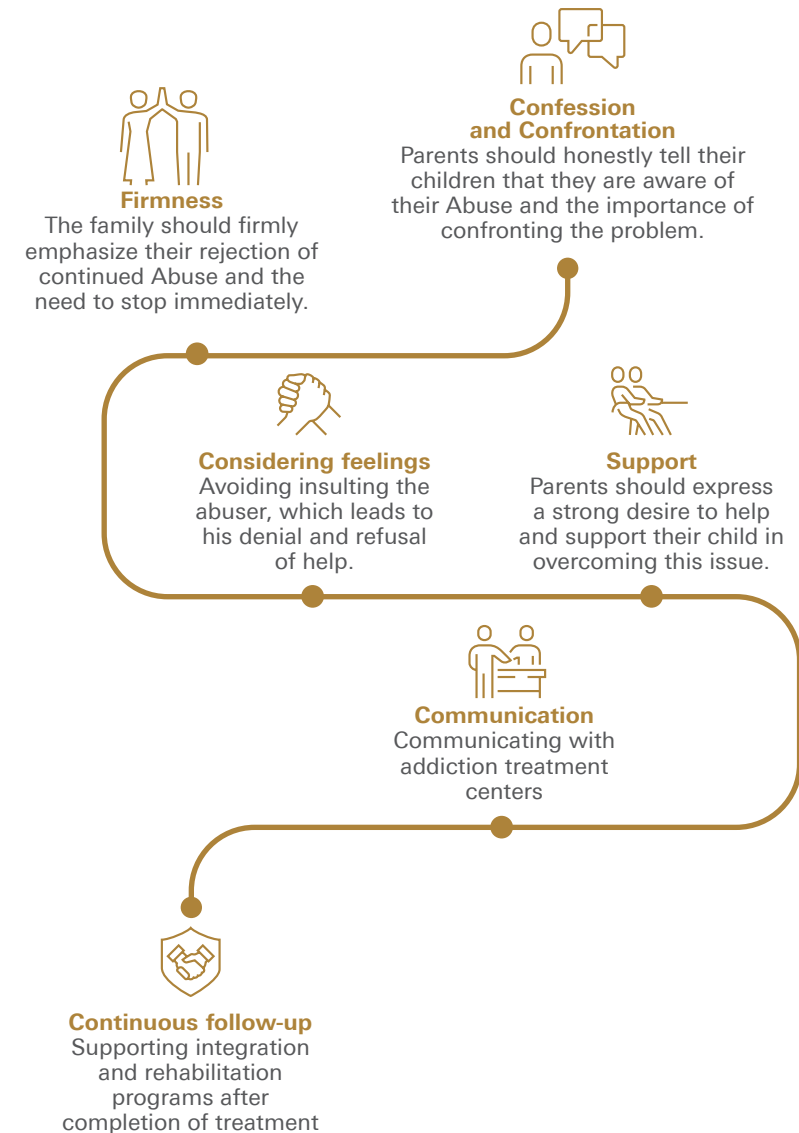 Confession
and Confrontation
Parents should honestly tell their
children that they are aware of
their Abuse and the importance of
confronting the problem.
Firmness
The family should firmly
emphasize their rejection of
continued Abuse and the
need to stop immediately.
Considering feelings
Avoiding insulting the
abuser, which leads to
his denial and refusal
of help.
Support
Parents should express
a strong desire to help
and support their child in
overcoming this issue.
Communication
Communicating with
addiction treatment
centers
Continuous follow-up
Supporting integration
and rehabilitation
programs after
completion of treatment